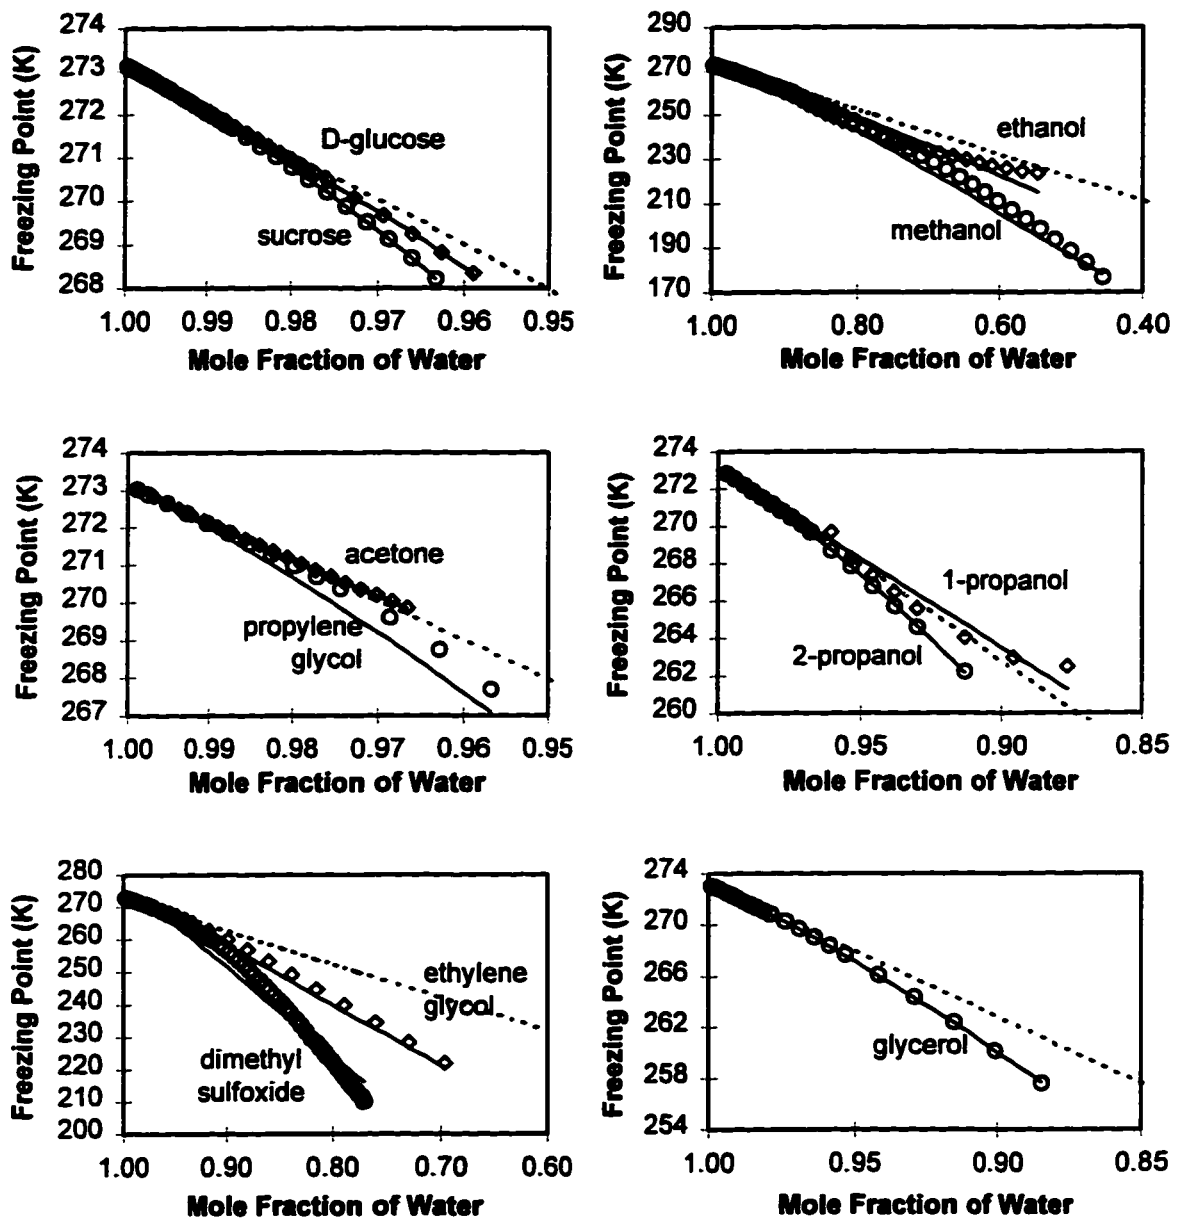 Freezing Point (K)
274
273
272
271
270
269
268
D-glucose
sucrose
1.00 0.99 0.98 0.97 0.96 0.95
Mole Fraction of Water
Freezing Point (K)
290
270
250
230
210
190
170
ethanol
methanol
1.00 0.80 0.60 0.40
Mole Fraction of Water
Freezing Point (K)
274
273
272
271
270
269
268
267
acetone
propylene
glycol
1.00 0.99 0.98 0.97 0.96 0.95
Mole Fraction of Water
Freezing Point (K)
274
272
270
268
266
264
262
260
1-propanol
2-propanol
1.00 0.95 0.90 0.85
Mole Fraction of Water
Freezing Point (K)
280
270
260
250
240
230
220
210
200
ethylene
glycol
dimethyl
sulfoxide
1.00 0.90 0.80 0.70 0.60
Mole Fraction of Water
Freezing Point (K)
274
270
266
262
258
254
glycerol
1.00 0.95 0.90 0.85
Mole Fraction of Water